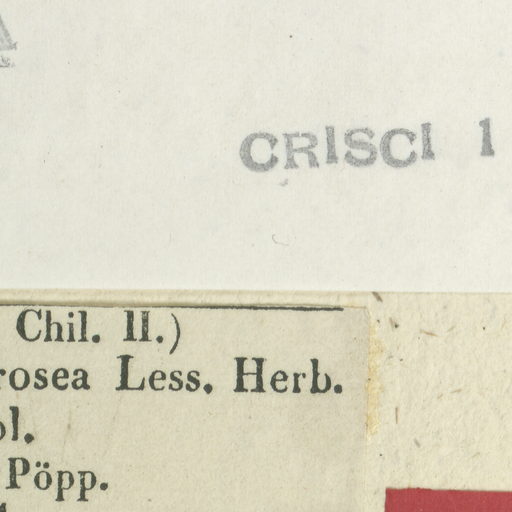 A
CRISCI 1
Chil. II.)
rosea Less. Herb.
ol.
Pöpp.